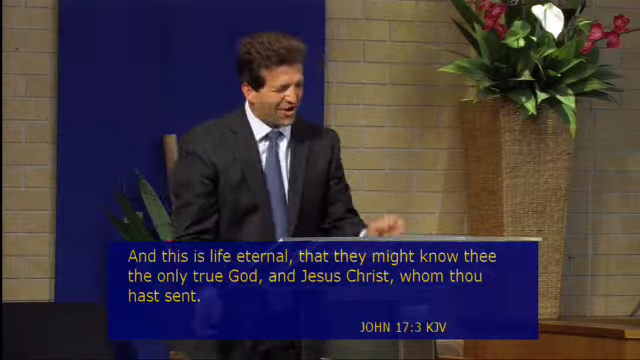 And this is life eternal, that they might know thee
the only true God, and Jesus Christ, whom thou
hast sent.
JOHN 17:3 KJV